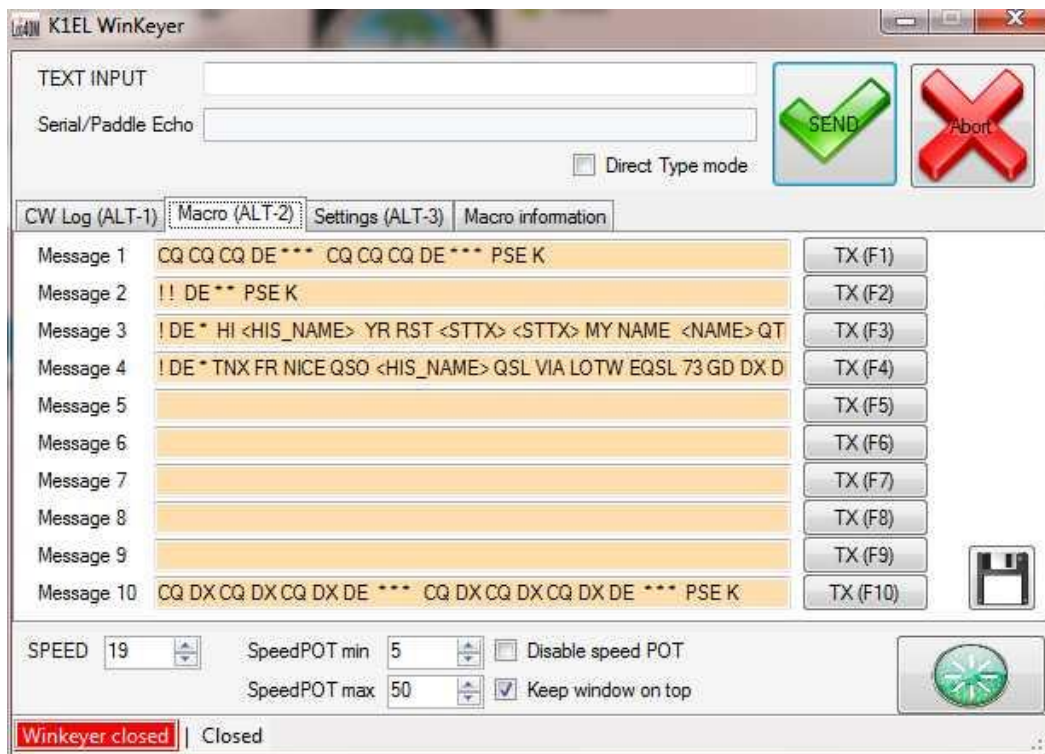 K1EL WinKeyer
TEXT INPUT
SEND
Abort
Serial/Paddle Echo
Direct Type mode
CW Log (ALT-1) Macro (ALT-2) Settings (ALT-3) Macro information
Message 1 CQ CQ CQ DE *** CQ CQ CQ DE *** PSE K TX (F1)
Message 2 !! DE ** PSE K TX (F2)
Message 3 ! DE * HI <HIS_NAME> YR RST <STTX> <STTX> MY NAME <NAME> QT TX (F3)
Message 4 ! DE * TNX FR NICE QSO <HIS_NAME> QSL VIA LOTW EQSL 73 GD DX D TX (F4)
Message 5 TX (F5)
Message 6 TX (F6)
Message 7 TX (F7)
Message 8 TX (F8)
Message 9 TX (F9)
Message 10 CQ DX CQ DX CQ DX DE *** CQ DX CQ DX CQ DX DE *** PSE K TX (F10)
SPEED 19 SpeedPOT min 5 Disable speed POT
SpeedPOT max 50 Keep window on top
Winkeyer closed | Closed